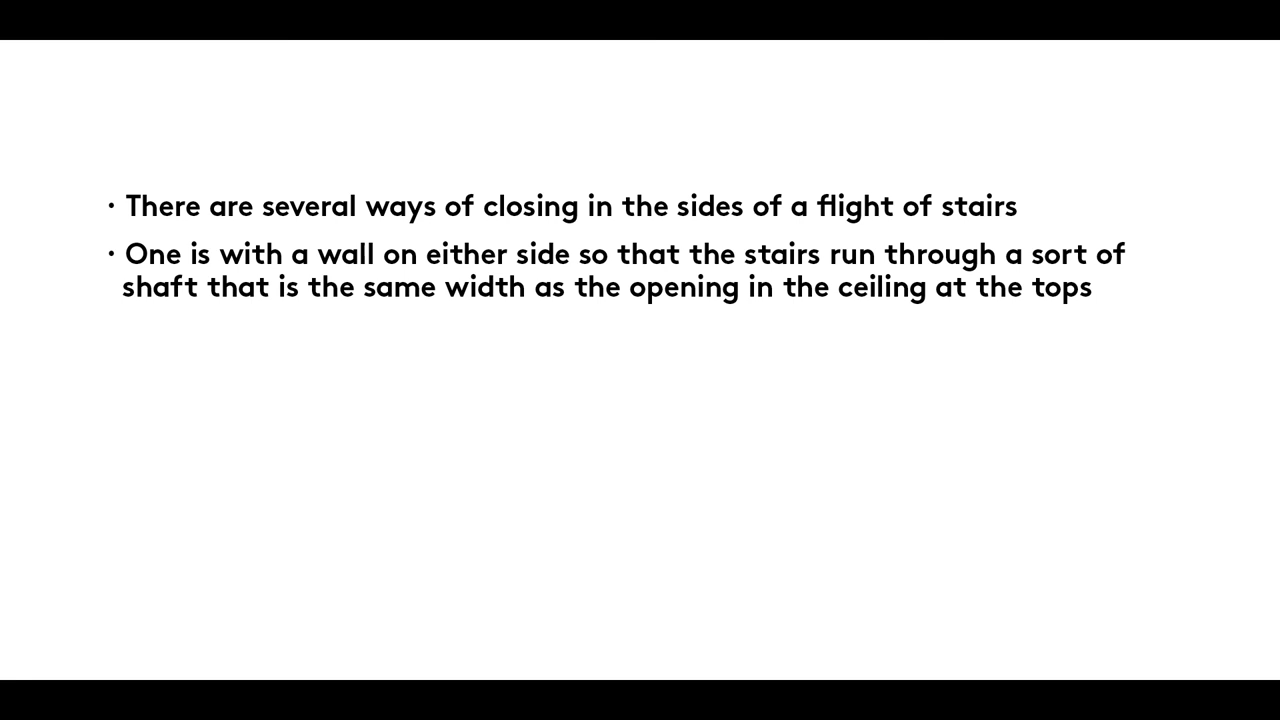 · There are several ways of closing in the sides of a flight of stairs
· One is with a wall on either side so that the stairs run through a sort of
shaft that is the same width as the opening in the ceiling at the tops